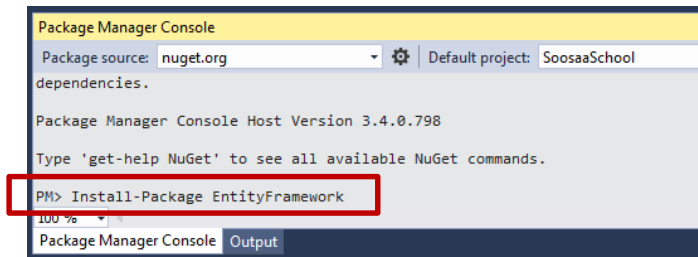 Package Manager Console
Package source: nuget.org Default project: SoosaaSchool
dependencies.
Package Manager Console Host Version 3.4.0.798
Type 'get-help NuGet' to see all available NuGet commands.
PM> Install-Package EntityFramework
100 %
Package Manager Console Output